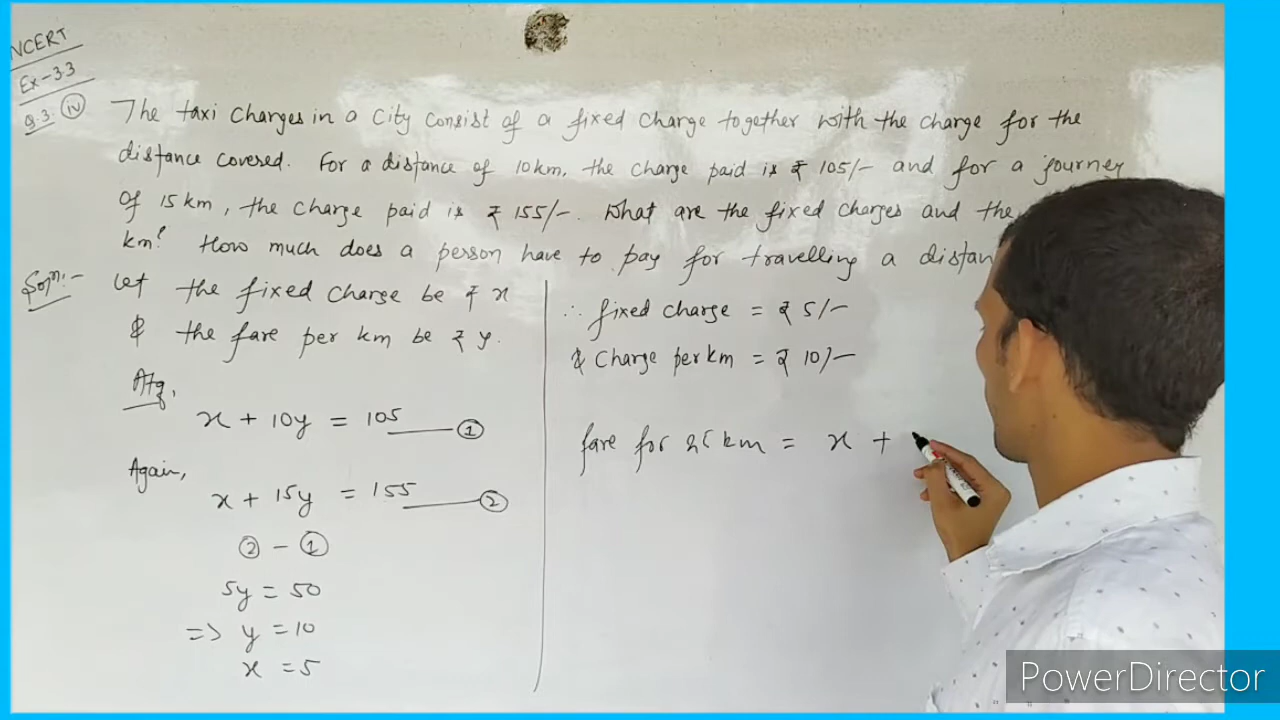 NCERT
Ex-3.3
Q.3. (iv)
The taxi charges in a city consist of a fixed charge together with the charge for the
distance covered. For a distance of 10km, the charge paid is ₹ 105/- and for a journey
of 15 km, the charge paid is ₹ 155/-. What are the fixed charges and the
km? How much does a person have to pay for travelling a distan
Soln:-
Let the fixed charge be ₹ x
& the fare per km be ₹ y.
Atq,
x + 10y = 105 ①
Again,
x + 15y = 155 ②
② - ①
5y = 50
=> y = 10
x = 5
∴ fixed charge = ₹ 5/-
& Charge per km = ₹ 10/-
fare for 25 km = x +
PowerDirector